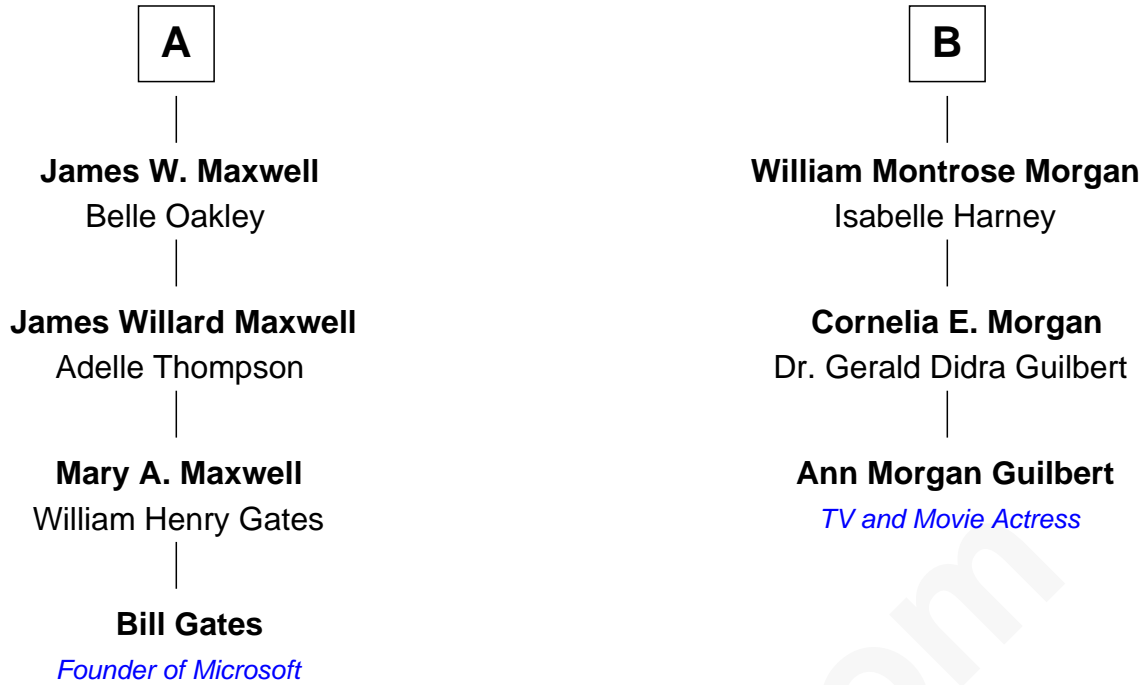 A
James W. Maxwell
Belle Oakley
James Willard Maxwell
Adelle Thompson
Mary A. Maxwell
William Henry Gates
Bill Gates
Founder of Microsoft
B
William Montrose Morgan
Isabelle Harney
Cornelia E. Morgan
Dr. Gerald Didra Guilbert
Ann Morgan Guilbert
TV and Movie Actress
om